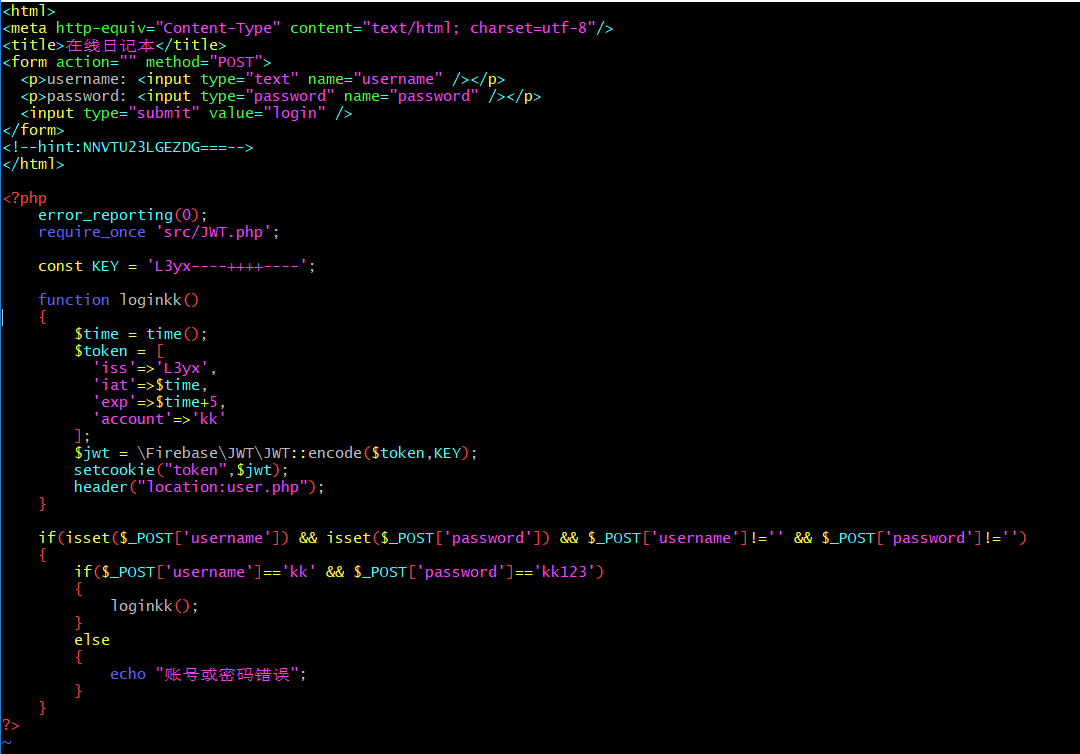 <html>
<meta http-equiv="Content-Type" content="text/html; charset=utf-8"/>
<title>在线日记本</title>
<form action="" method="POST">
  <p>username: <input type="text" name="username" /></p>
  <p>password: <input type="password" name="password" /></p>
  <input type="submit" value="login" />
</form>
<!--hint:NNVTU23LGEZDG===-->
</html>

<?php
    error_reporting(0);
    require_once 'src/JWT.php';

    const KEY = 'L3yx----++++----';

    function loginkk()
    {
        $time = time();
        $token = [
          'iss'=>'L3yx',
          'iat'=>$time,
          'exp'=>$time+5,
          'account'=>'kk'
        ];
        $jwt = \Firebase\JWT\JWT::encode($token,KEY);
        setcookie("token",$jwt);
        header("location:user.php");
    }

    if(isset($_POST['username']) && isset($_POST['password']) && $_POST['username']!='' && $_POST['password']!='')
    {
        if($_POST['username']=='kk' && $_POST['password']=='kk123')
        {
            loginkk();
        }
        else
        {
            echo "账号或密码错误";
        }
    }
?>
~